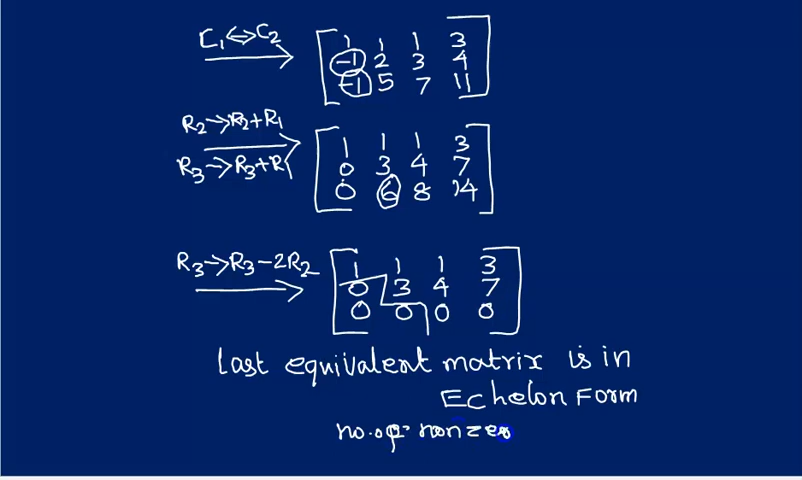 C₁⇔C₂
1 1 1 3
-1 2 3 4
-1 5 7 11
R₂→R₂+R₁
R₃→R₃+R₁
1 1 1 3
0 3 4 7
0 6 8 14
R₃→R₃-2R₂
1 1 1 3
0 3 4 7
0 0 0 0
Last equivalent matrix is in
Echelon Form
no. of nonzero